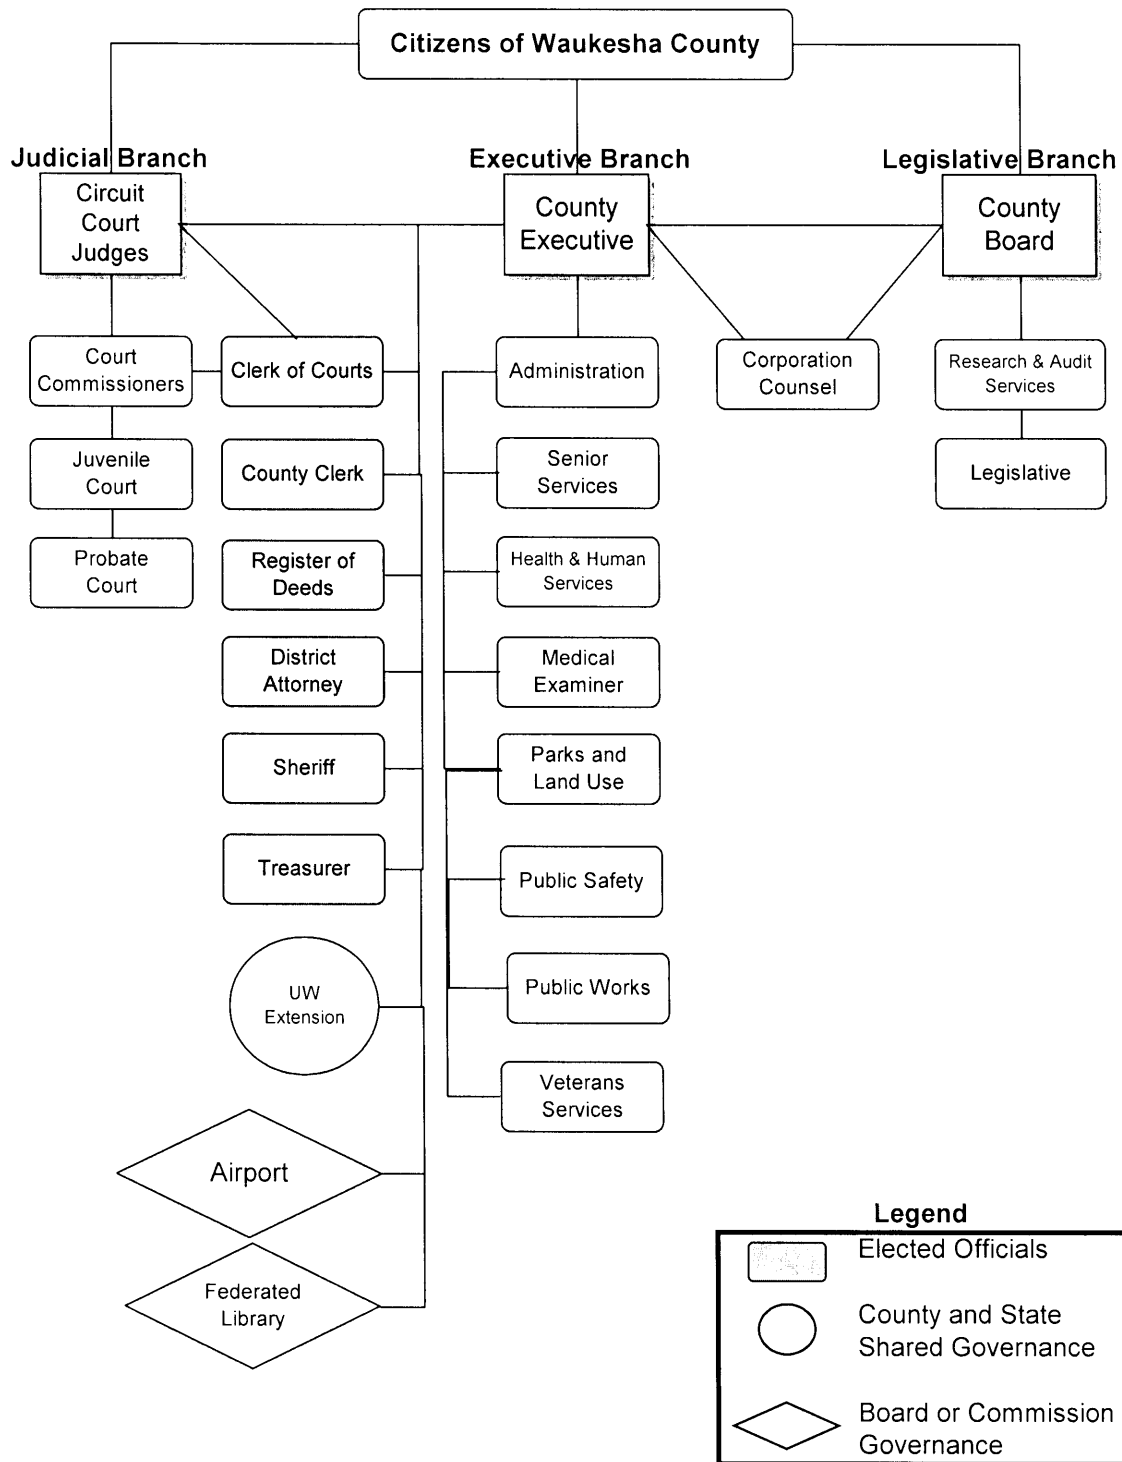 Citizens of Waukesha County
Judicial Branch
Executive Branch
Legislative Branch
Circuit
Court
Judges
County
Executive
County
Board
Court
Commissioners
Clerk of Courts
Administration
Corporation
Counsel
Research & Audit
Services
Juvenile
Court
County Clerk
Senior
Services
Legislative
Probate
Court
Register of
Deeds
Health & Human
Services
District
Attorney
Medical
Examiner
Sheriff
Parks and
Land Use
Treasurer
Public Safety
UW
Extension
Public Works
Veterans
Services
Airport
Federated
Library
Legend
Elected Officials
County and State
Shared Governance
Board or Commission
Governance